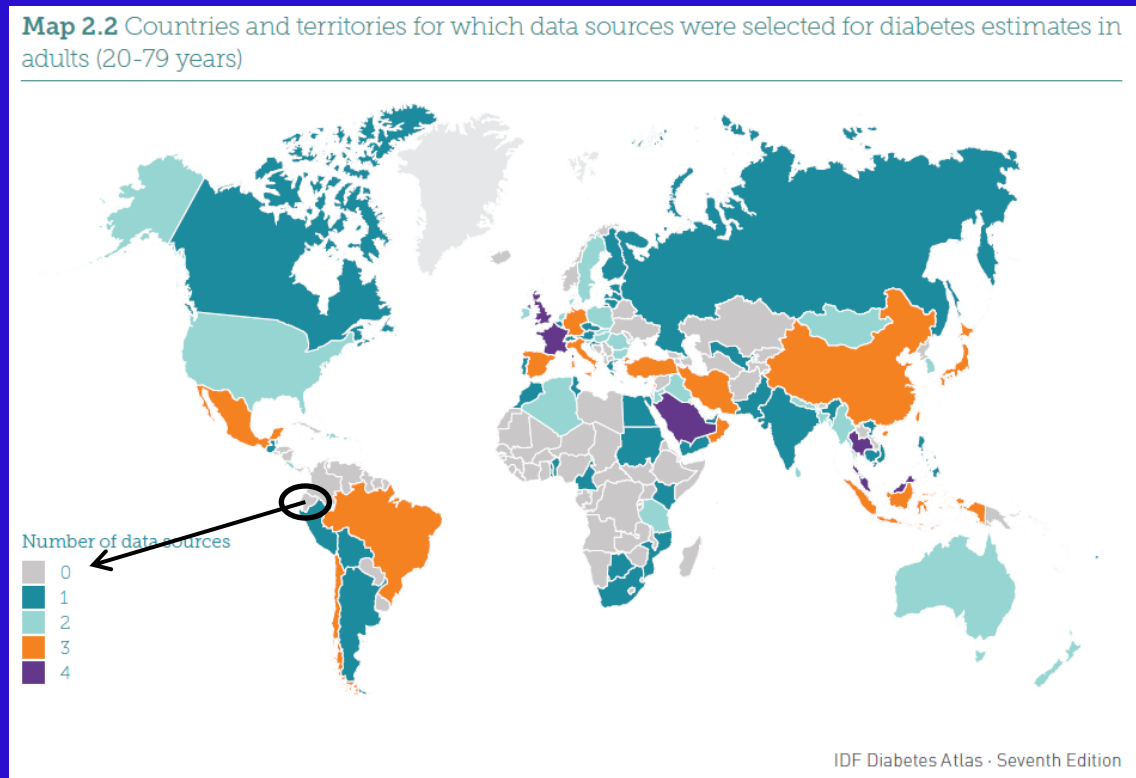 Map 2.2 Countries and territories for which data sources were selected for diabetes estimates in
adults (20-79 years)
Number of data sources
0
1
2
3
4
IDF Diabetes Atlas · Seventh Edition